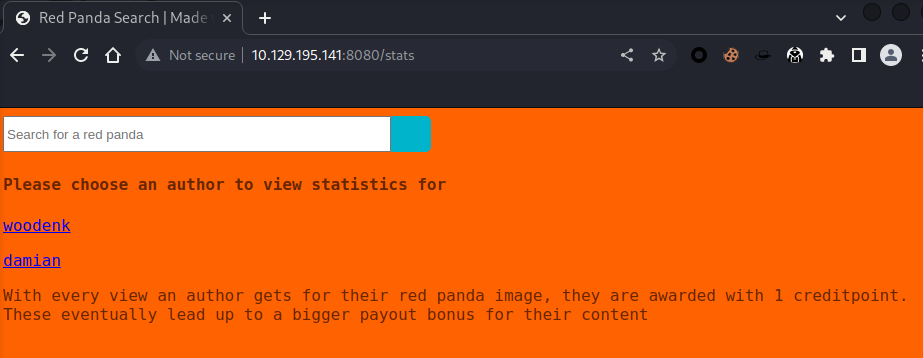 Red Panda Search | Made
Not secure
10.129.195.141:8080/stats
Search for a red panda
Please choose an author to view statistics for
woodenk
damian
With every view an author gets for their red panda image, they are awarded with 1 creditpoint.
These eventually lead up to a bigger payout bonus for their content